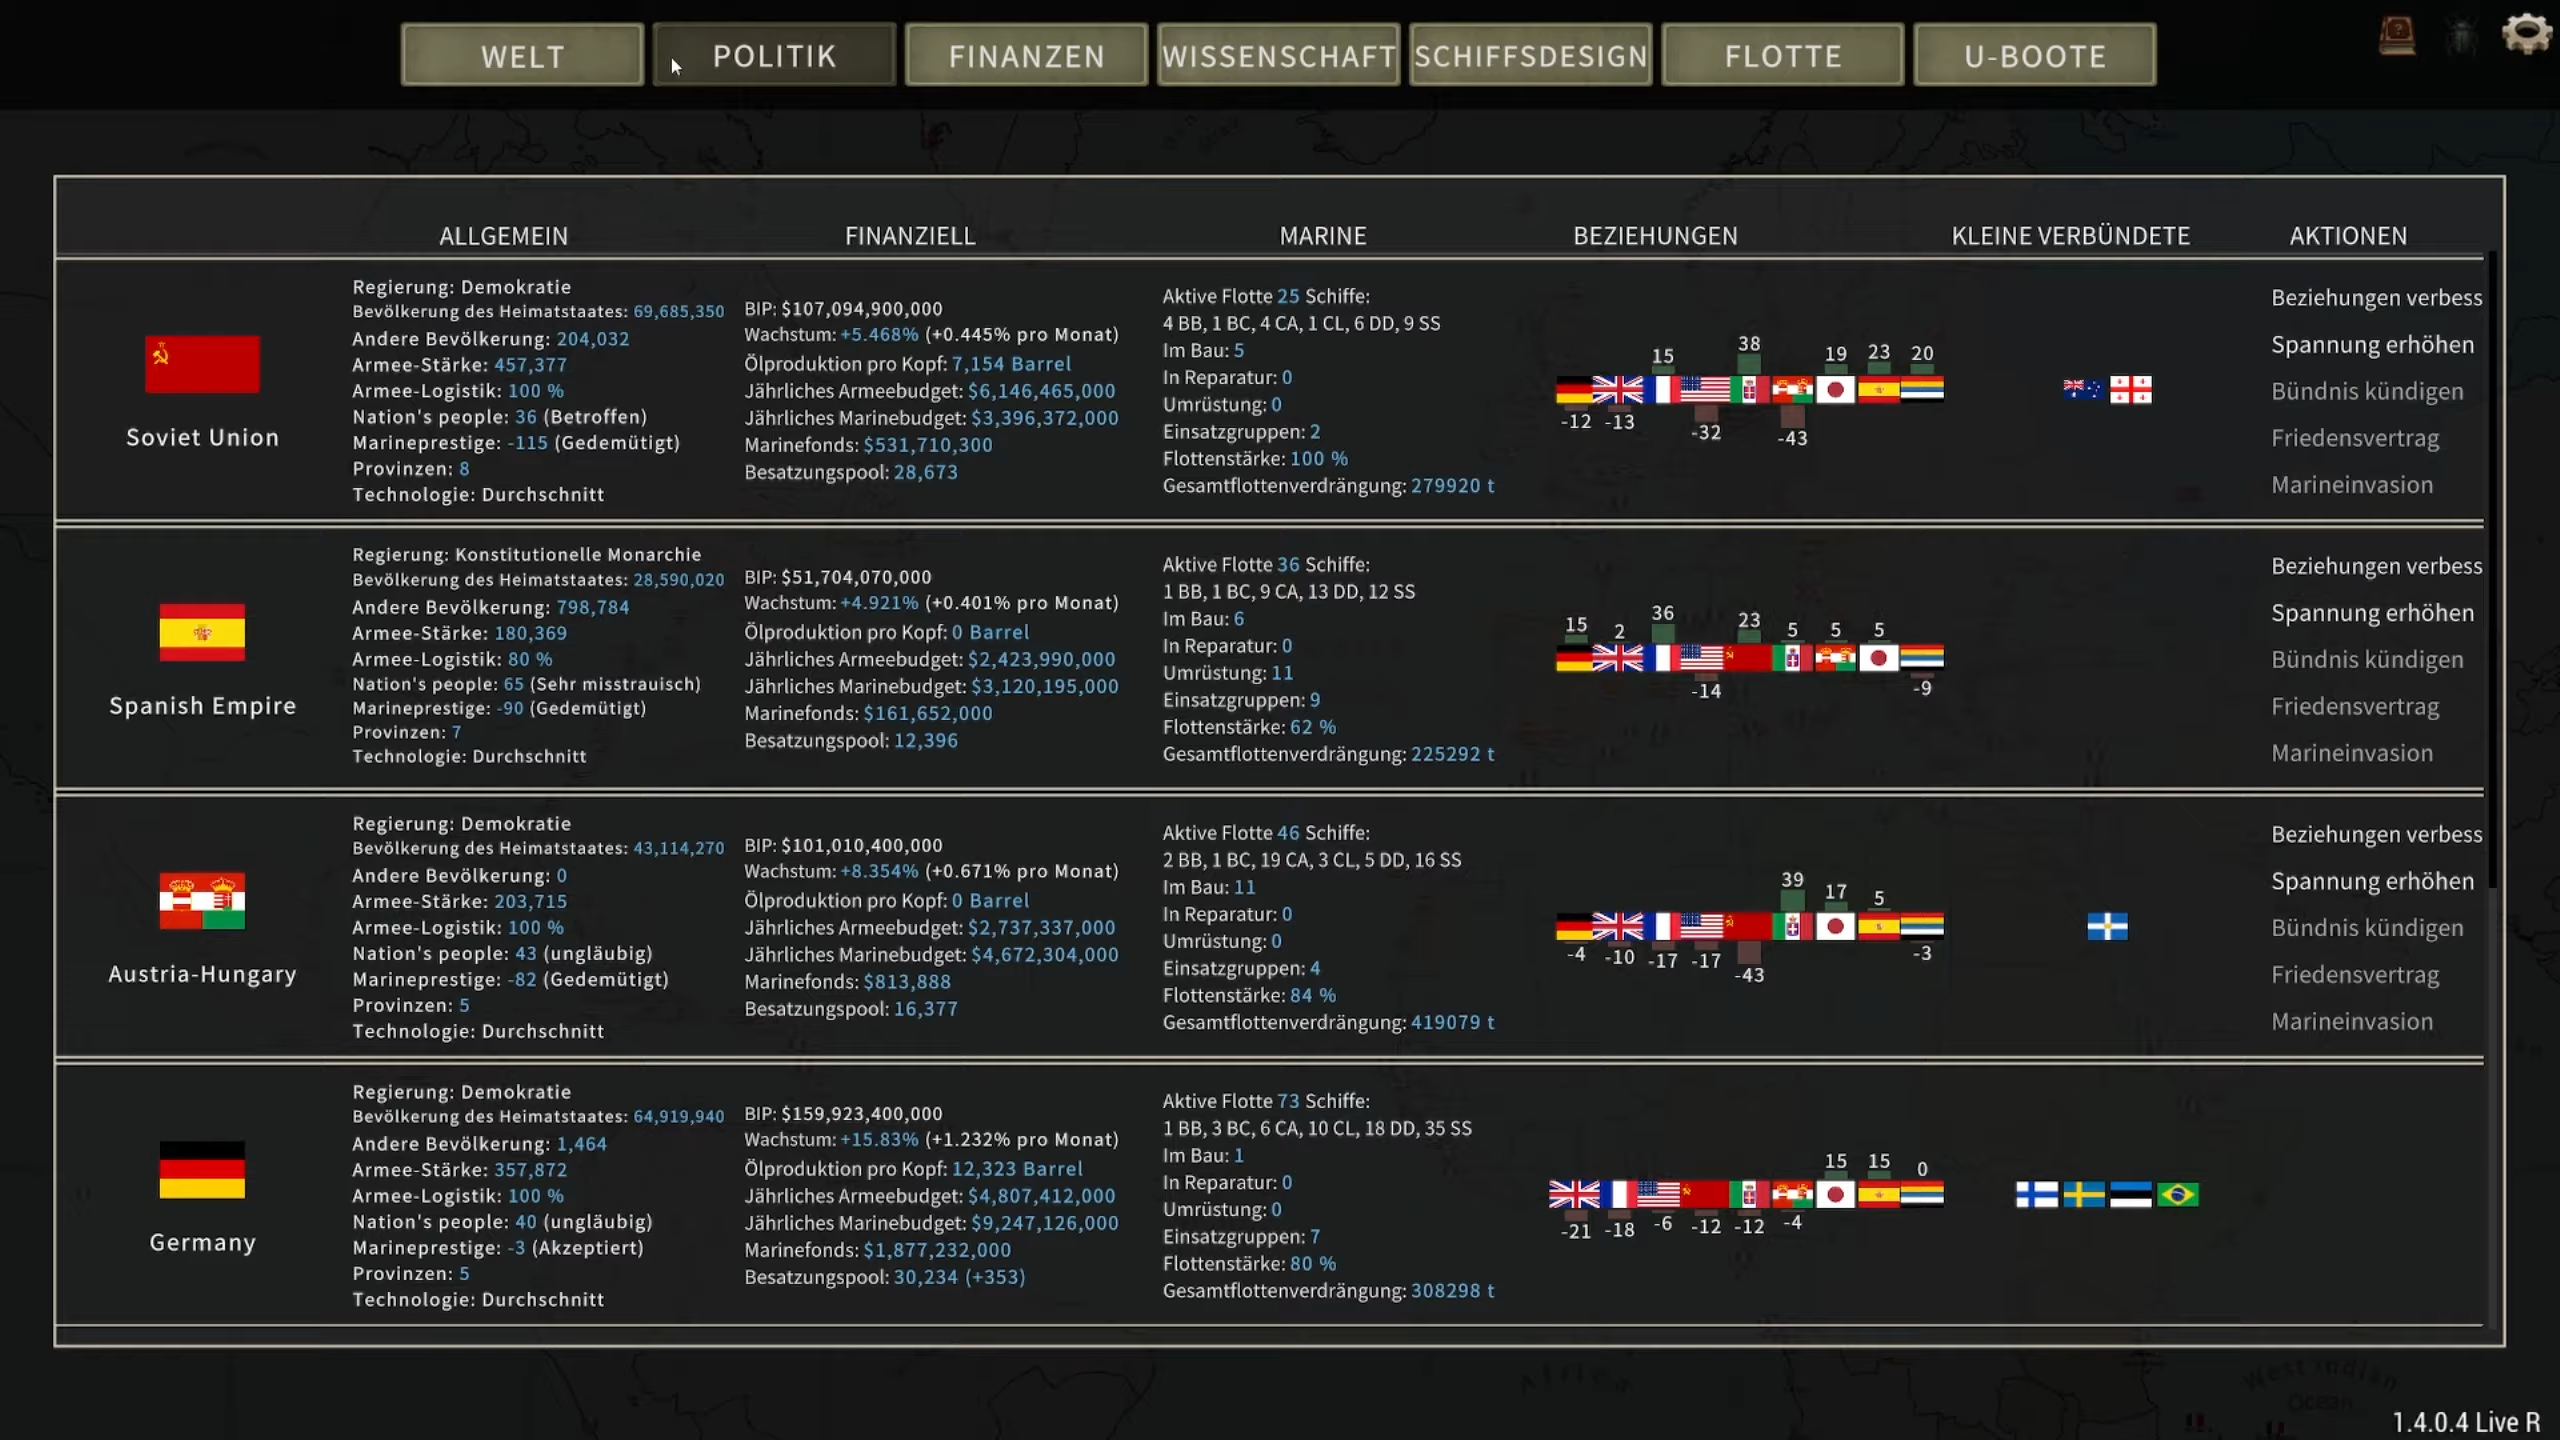 WELT POLITIK FINANZEN WISSENSCHAFT SCHIFFSDESIGN FLOTTE U-BOOTE
ALLGEMEIN FINANZIELL MARINE BEZIEHUNGEN KLEINE VERBÜNDETE AKTIONEN
Soviet Union
Regierung: Demokratie
Bevölkerung des Heimatstaates: 69,685,350
Andere Bevölkerung: 204,032
Armee-Stärke: 457,377
Armee-Logistik: 100 %
Nation's people: 36 (Betroffen)
Marineprestige: -115 (Gedemütigt)
Provinzen: 8
Technologie: Durchschnitt
BIP: $107,094,900,000
Wachstum: +5.468% (+0.445% pro Monat)
Ölproduktion pro Kopf: 7,154 Barrel
Jährliches Armeebudget: $6,146,465,000
Jährliches Marinebudget: $3,396,372,000
Marinefonds: $531,710,300
Besatzungspool: 28,673
Aktive Flotte 25 Schiffe:
4 BB, 1 BC, 4 CA, 1 CL, 6 DD, 9 SS
Im Bau: 5
In Reparatur: 0
Umrüstung: 0
Einsatzgruppen: 2
Flottenstärke: 100 %
Gesamtflottenverdrängung: 279920 t
15 38 19 23 20
-12 -13 -32 -43
Beziehungen verbess
Spannung erhöhen
Bündnis kündigen
Friedensvertrag
Marineinvasion
Spanish Empire
Regierung: Konstitutionelle Monarchie
Bevölkerung des Heimatstaates: 28,590,020
Andere Bevölkerung: 798,784
Armee-Stärke: 180,369
Armee-Logistik: 80 %
Nation's people: 65 (Sehr misstrauisch)
Marineprestige: -90 (Gedemütigt)
Provinzen: 7
Technologie: Durchschnitt
BIP: $51,704,070,000
Wachstum: +4.921% (+0.401% pro Monat)
Ölproduktion pro Kopf: 0 Barrel
Jährliches Armeebudget: $2,423,990,000
Jährliches Marinebudget: $3,120,195,000
Marinefonds: $161,652,000
Besatzungspool: 12,396
Aktive Flotte 36 Schiffe:
1 BB, 1 BC, 9 CA, 13 DD, 12 SS
Im Bau: 6
In Reparatur: 0
Umrüstung: 11
Einsatzgruppen: 9
Flottenstärke: 62 %
Gesamtflottenverdrängung: 225292 t
15 2 36 23 5 5 5
-14 -9
Beziehungen verbess
Spannung erhöhen
Bündnis kündigen
Friedensvertrag
Marineinvasion
Austria-Hungary
Regierung: Demokratie
Bevölkerung des Heimatstaates: 43,114,270
Andere Bevölkerung: 0
Armee-Stärke: 203,715
Armee-Logistik: 100 %
Nation's people: 43 (ungläubig)
Marineprestige: -82 (Gedemütigt)
Provinzen: 5
Technologie: Durchschnitt
BIP: $101,010,400,000
Wachstum: +8.354% (+0.671% pro Monat)
Ölproduktion pro Kopf: 0 Barrel
Jährliches Armeebudget: $2,737,337,000
Jährliches Marinebudget: $4,672,304,000
Marinefonds: $813,888
Besatzungspool: 16,377
Aktive Flotte 46 Schiffe:
2 BB, 1 BC, 19 CA, 3 CL, 5 DD, 16 SS
Im Bau: 11
In Reparatur: 0
Umrüstung: 0
Einsatzgruppen: 4
Flottenstärke: 84 %
Gesamtflottenverdrängung: 419079 t
39 17 5
-4 -10 -17 -17 -43 -3
Beziehungen verbess
Spannung erhöhen
Bündnis kündigen
Friedensvertrag
Marineinvasion
Germany
Regierung: Demokratie
Bevölkerung des Heimatstaates: 64,919,940
Andere Bevölkerung: 1,464
Armee-Stärke: 357,872
Armee-Logistik: 100 %
Nation's people: 40 (ungläubig)
Marineprestige: -3 (Akzeptiert)
Provinzen: 5
Technologie: Durchschnitt
BIP: $159,923,400,000
Wachstum: +15.83% (+1.232% pro Monat)
Ölproduktion pro Kopf: 12,323 Barrel
Jährliches Armeebudget: $4,807,412,000
Jährliches Marinebudget: $9,247,126,000
Marinefonds: $1,877,232,000
Besatzungspool: 30,234 (+353)
Aktive Flotte 73 Schiffe:
1 BB, 3 BC, 6 CA, 10 CL, 18 DD, 35 SS
Im Bau: 1
In Reparatur: 0
Umrüstung: 0
Einsatzgruppen: 7
Flottenstärke: 80 %
Gesamtflottenverdrängung: 308298 t
15 15 0
-21 -18 -6 -12 -12 -4
Africa
West Indian
Ocean
1.4.0.4 Live R